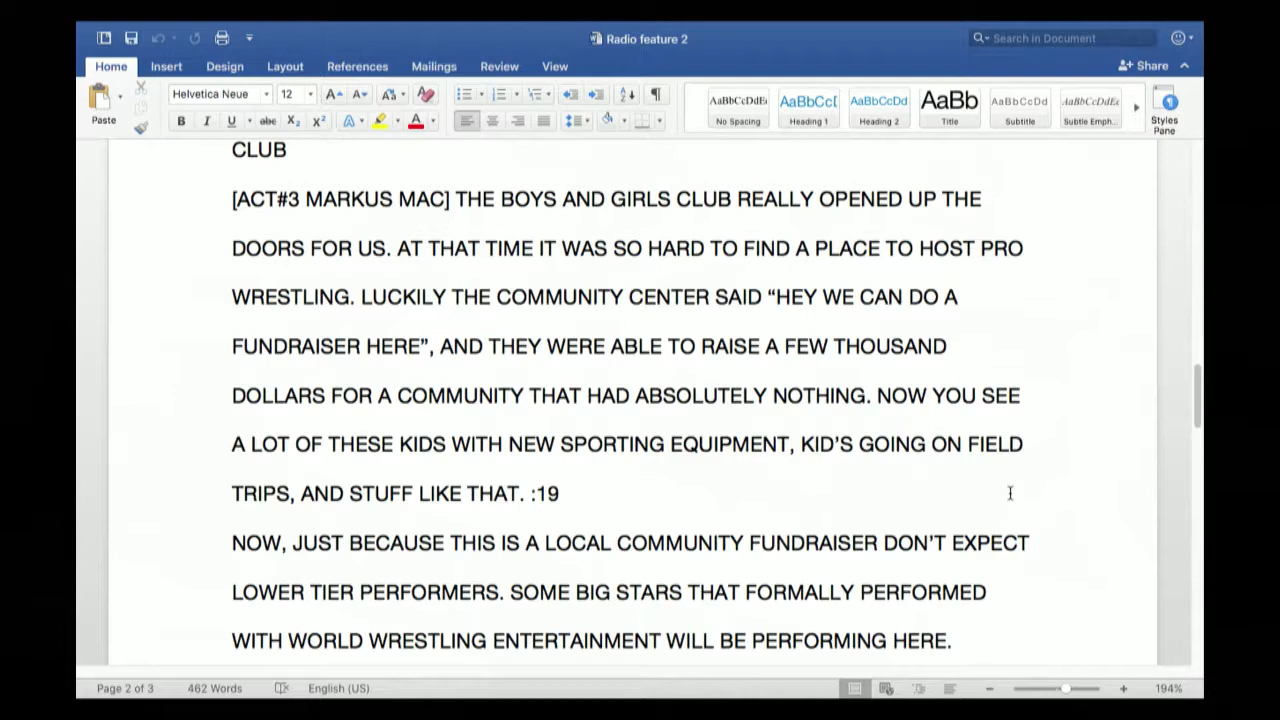 Radio feature 2
Search in Document
Home Insert Design Layout References Mailings Review View Share
Paste
Helvetica Neue 12
AaBbCcDdEe AaBbCcDd AaBbCcDd AaBb AaBbCcDd AaBbCcDdEe
No Spacing Heading 1 Heading 2 Title Subtitle Subtle Emph... Styles Pane
CLUB
[ACT#3 MARKUS MAC] THE BOYS AND GIRLS CLUB REALLY OPENED UP THE
DOORS FOR US. AT THAT TIME IT WAS SO HARD TO FIND A PLACE TO HOST PRO
WRESTLING. LUCKILY THE COMMUNITY CENTER SAID “HEY WE CAN DO A
FUNDRAISER HERE”, AND THEY WERE ABLE TO RAISE A FEW THOUSAND
DOLLARS FOR A COMMUNITY THAT HAD ABSOLUTELY NOTHING. NOW YOU SEE
A LOT OF THESE KIDS WITH NEW SPORTING EQUIPMENT, KID’S GOING ON FIELD
TRIPS, AND STUFF LIKE THAT. :19
NOW, JUST BECAUSE THIS IS A LOCAL COMMUNITY FUNDRAISER DON’T EXPECT
LOWER TIER PERFORMERS. SOME BIG STARS THAT FORMALLY PERFORMED
WITH WORLD WRESTLING ENTERTAINMENT WILL BE PERFORMING HERE.
Page 2 of 3 462 Words English (US) 194%